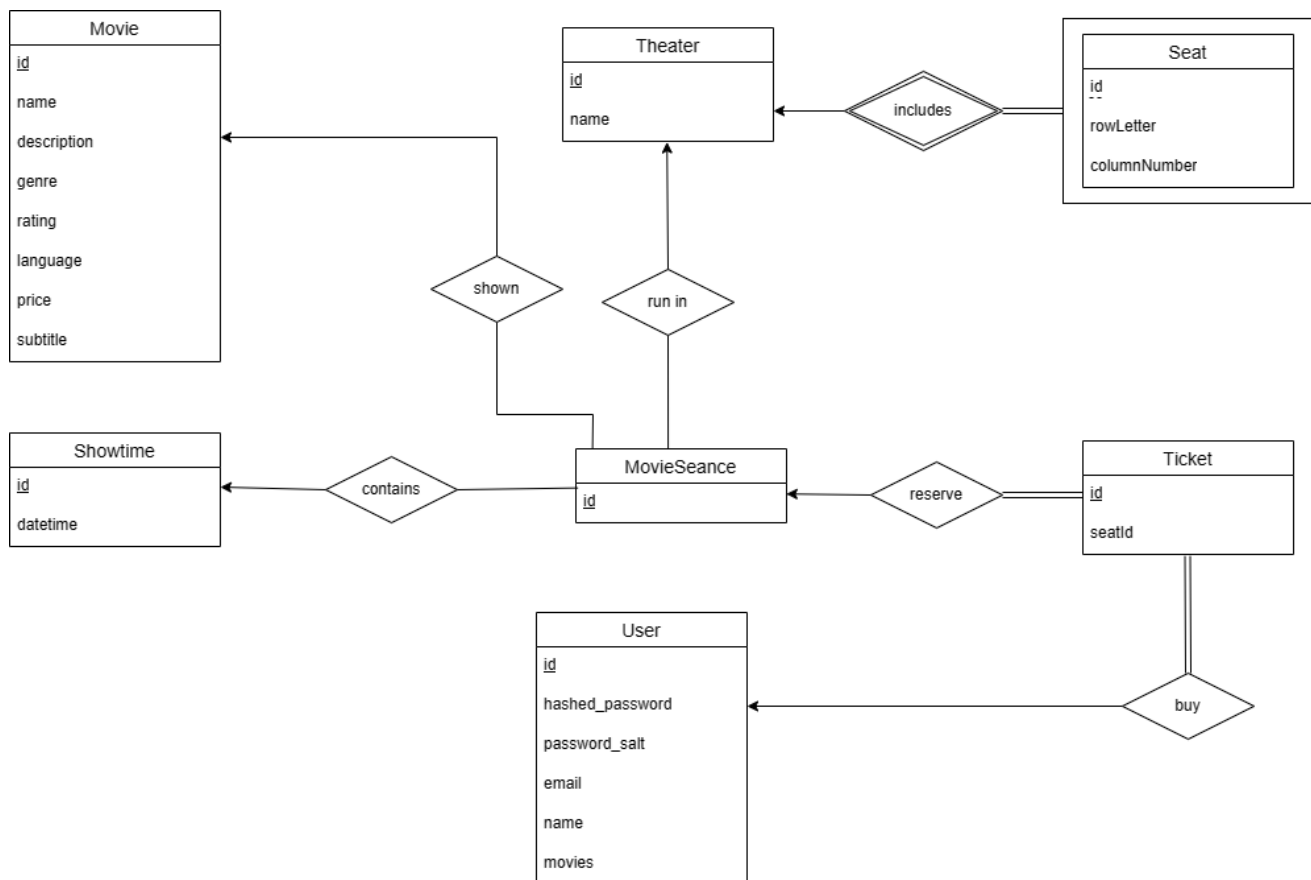 Movie
id
name
description
genre
rating
language
price
subtitle
Theater
id
name
includes
Seat
id
rowLetter
columnNumber
shown
run in
Showtime
id
datetime
contains
MovieSeance
id
reserve
Ticket
id
seatId
User
id
hashed_password
password_salt
email
name
movies
buy